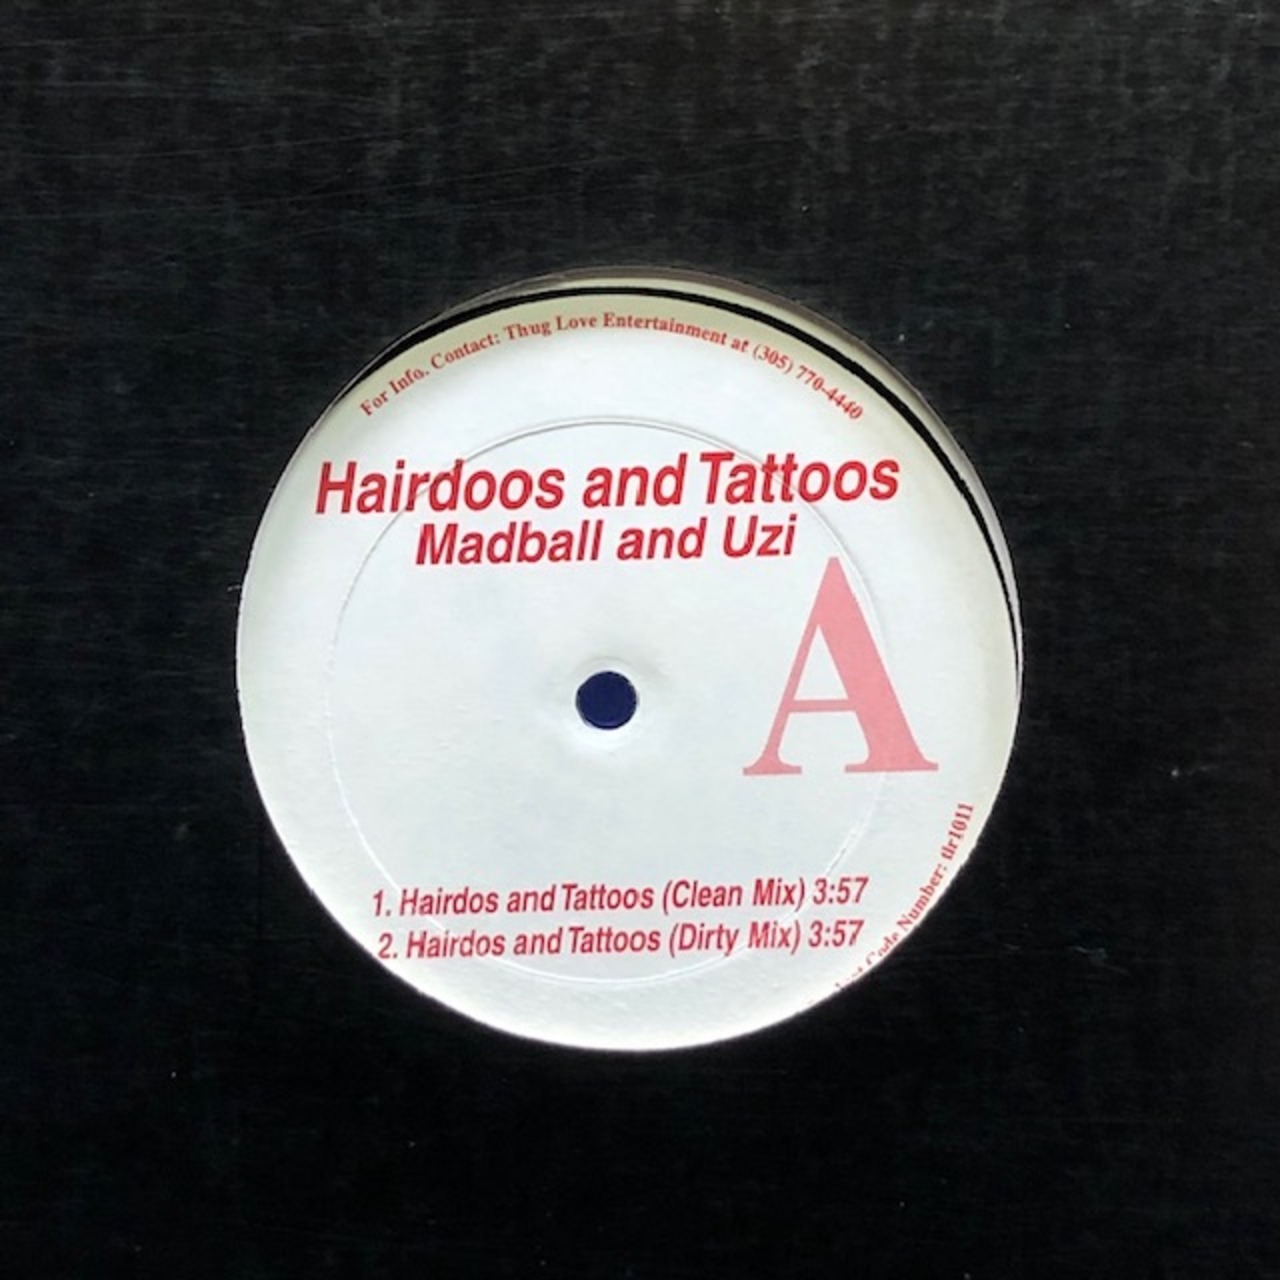 For Info. Contact: Thug Love Entertainment at (305) 770-4440
Hairdoos and Tattoos
Madball and Uzi
A
1. Hairdos and Tattoos (Clean Mix) 3:57
2. Hairdos and Tattoos (Dirty Mix) 3:57
Code Number: tlr1011